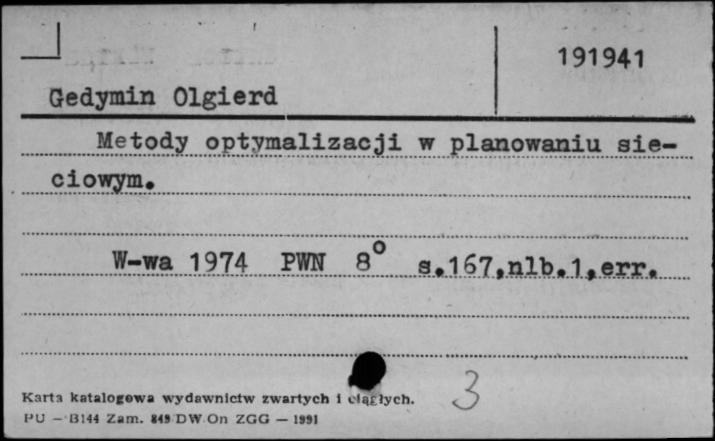 191941
Gedymin Olgierd
Metody optymalizacji w planowaniu sie-
ciowym.
W-wa 1974 PWN 8° s.167,nlb.1,err.
3
Karta katalogowa wydawnictw zwartych i ciągłych.
PU – B144 Zam. 849 DW.On ZGG – 1991